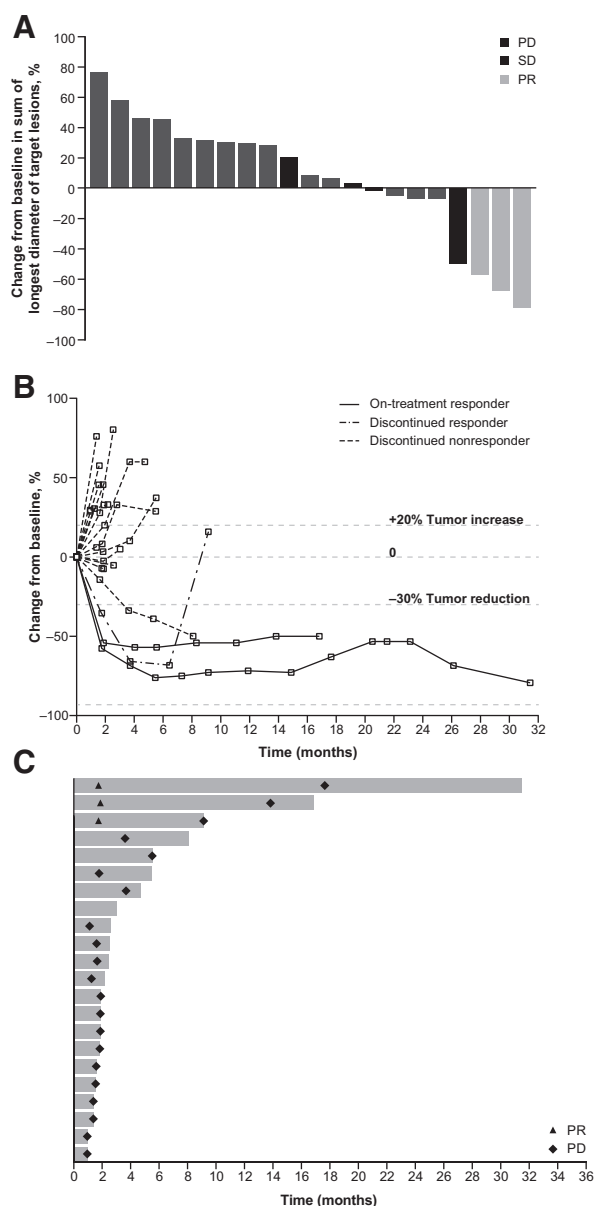 A
Change from baseline in sum of
longest diameter of target lesions, %
100
80
60
40
20
0
–20
–40
–60
–80
–100
PD
SD
PR
B
Change from baseline, %
100
50
0
–50
–100
On-treatment responder
Discontinued responder
Discontinued nonresponder
+20% Tumor increase
0
–30% Tumor reduction
0 2 4 6 8 10 12 14 16 18 20 22 24 26 28 30 32
Time (months)
C
PR
PD
0 2 4 6 8 10 12 14 16 18 20 22 24 26 28 30 32 34 36
Time (months)